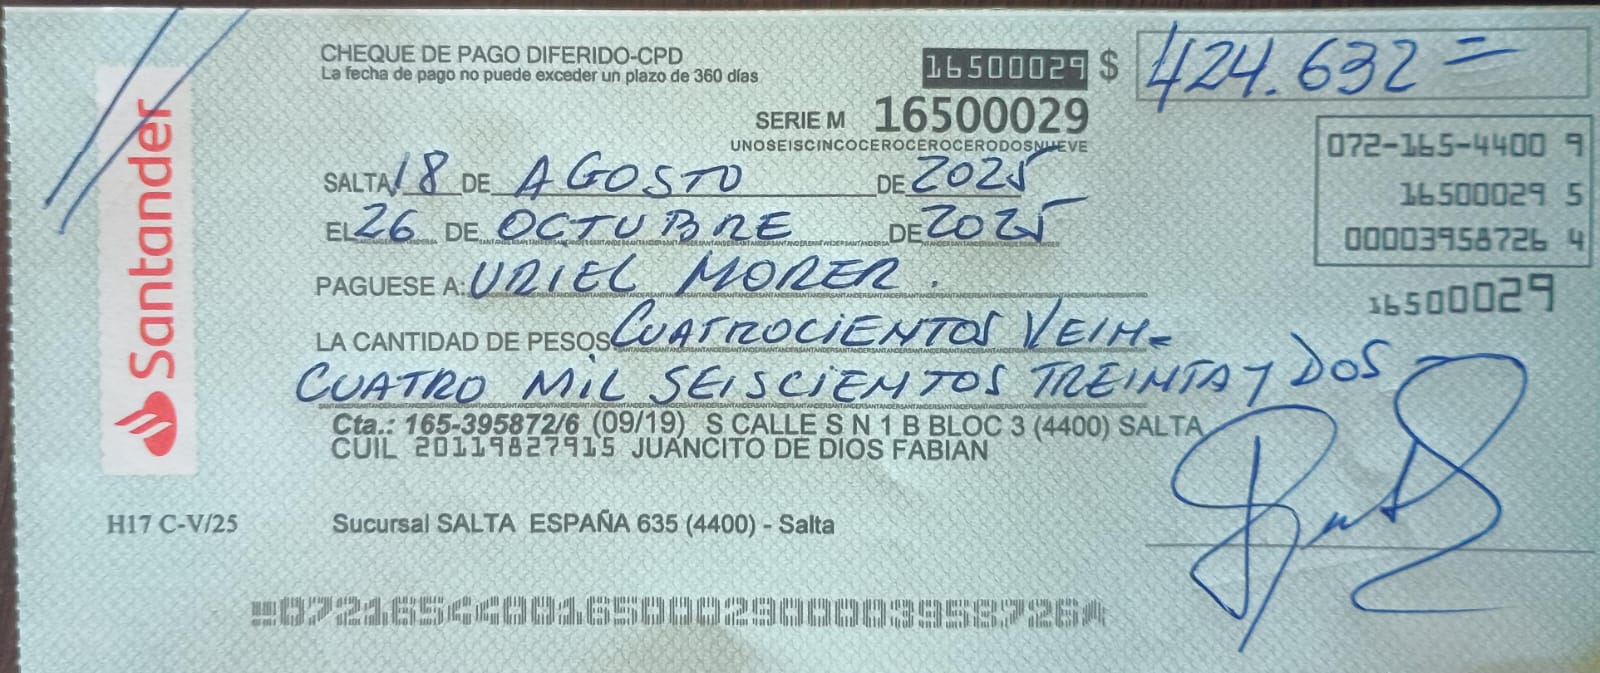 Santander
CHEQUE DE PAGO DIFERIDO-CPD
La fecha de pago no puede exceder un plazo de 360 días
16500029 $ 424.632=
SERIE M 16500029
UNOSEISCINCOCEROCEROCERODOSNUEVE
072-165-4400 9
16500029 5
00003958726 4
16500029
SALTA, 18 DE AGOSTO DE 2025
EL 26 DE OCTUBRE DE 2025
PAGUESE A: URIEL MORER.
LA CANTIDAD DE PESOS CUATROCIENTOS VEIN=
CUATRO MIL SEISCIENTOS TREINTA Y DOS
Cta.: 165-395872/6 (09/19) S CALLE S N 1 B BLOC 3 (4400) SALTA
CUIL 20119827915 JUANCITO DE DIOS FABIAN
H17 C-V/25
Sucursal SALTA ESPAÑA 635 (4400) - Salta
07216544001650002900003958726